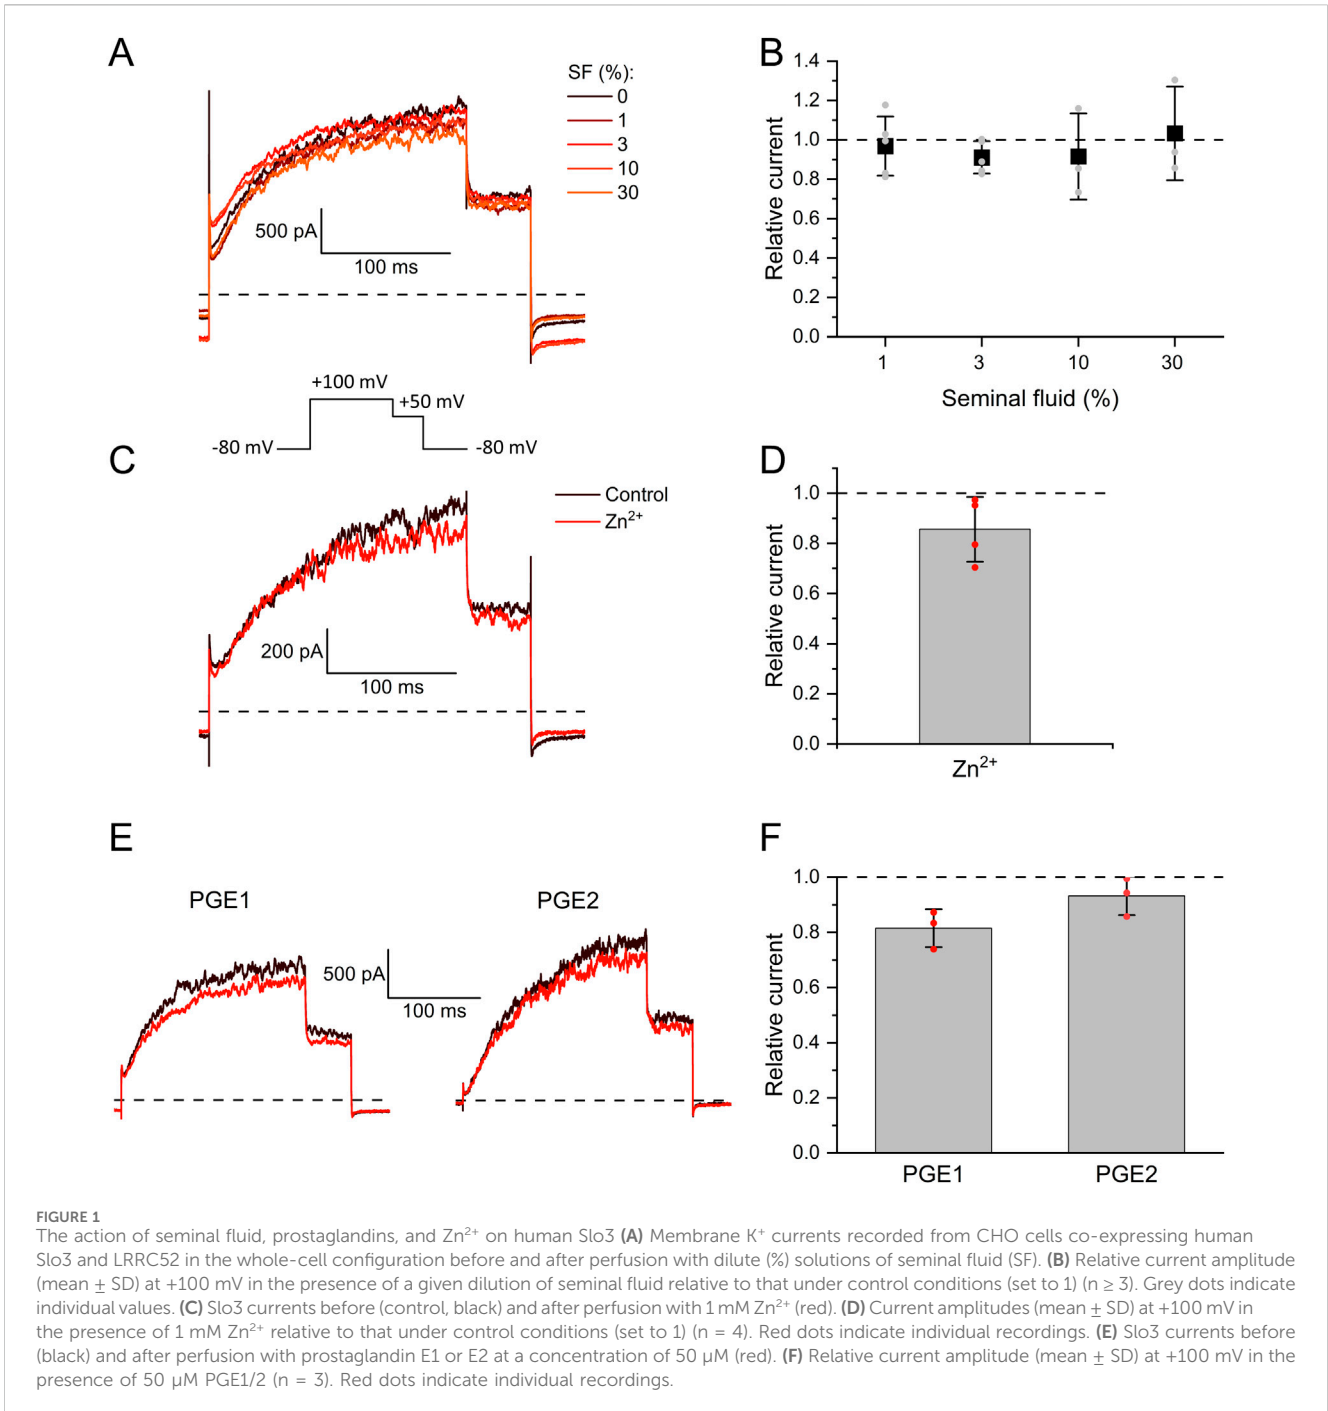 A
SF (%):
0
1
3
10
30
500 pA
100 ms
B
Relative current
1.4
1.2
1.0
0.8
0.6
0.4
0.2
0.0
1
3
10
30
Seminal fluid (%)
+100 mV
+50 mV
-80 mV
-80 mV
C
Control
Zn²⁺
200 pA
100 ms
D
Relative current
1.0
0.8
0.6
0.4
0.2
0.0
Zn²⁺
E
PGE1
PGE2
500 pA
100 ms
F
Relative current
1.0
0.8
0.6
0.4
0.2
0.0
PGE1
PGE2
FIGURE 1
The action of seminal fluid, prostaglandins, and Zn²⁺ on human Slo3 (A) Membrane K⁺ currents recorded from CHO cells co-expressing human
Slo3 and LRRC52 in the whole-cell configuration before and after perfusion with dilute (%) solutions of seminal fluid (SF). (B) Relative current amplitude
(mean ± SD) at +100 mV in the presence of a given dilution of seminal fluid relative to that under control conditions (set to 1) (n ≥ 3). Grey dots indicate
individual values. (C) Slo3 currents before (control, black) and after perfusion with 1 mM Zn²⁺ (red). (D) Current amplitudes (mean ± SD) at +100 mV in
the presence of 1 mM Zn²⁺ relative to that under control conditions (set to 1) (n = 4). Red dots indicate individual recordings. (E) Slo3 currents before
(black) and after perfusion with prostaglandin E1 or E2 at a concentration of 50 µM (red). (F) Relative current amplitude (mean ± SD) at +100 mV in the
presence of 50 µM PGE1/2 (n = 3). Red dots indicate individual recordings.